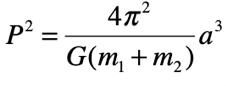 P² = 4π² / G(m₁ + m₂) a³